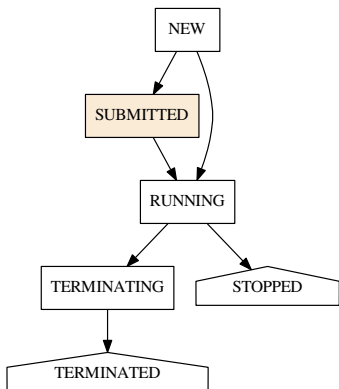 NEW
SUBMITTED
RUNNING
TERMINATING
STOPPED
TERMINATED